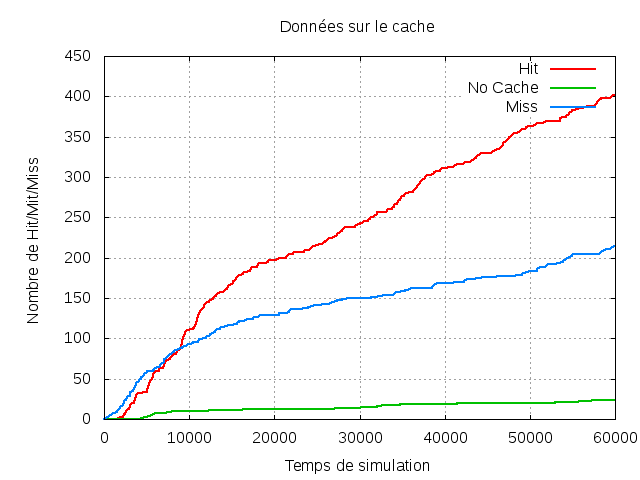 Données sur le cache
450
400
350
300
250
200
150
100
50
0
Nombre de Hit/Mit/Miss
Hit
No Cache
Miss
0 10000 20000 30000 40000 50000 60000
Temps de simulation